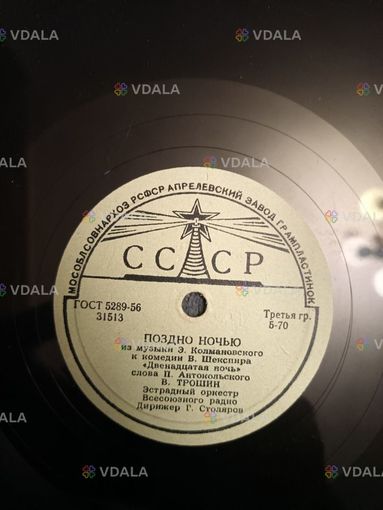 МОСОБЛСОВНАРХОЗ РСФСР АПРЕЛЕВСКИЙ ЗАВОД ГРАМПЛАСТИНОК
СССР
ГОСТ 5289-56
31513
Третья гр.
5-70
ПОЗДНО НОЧЬЮ
из музыки Э. Колмановского
к комедии В. Шекспира
«Двенадцатая ночь»
слова П. Антокольского
В. ТРОШИН
Эстрадный оркестр
Всесоюзного радио
Дирижер Г. Столяров
VDALA